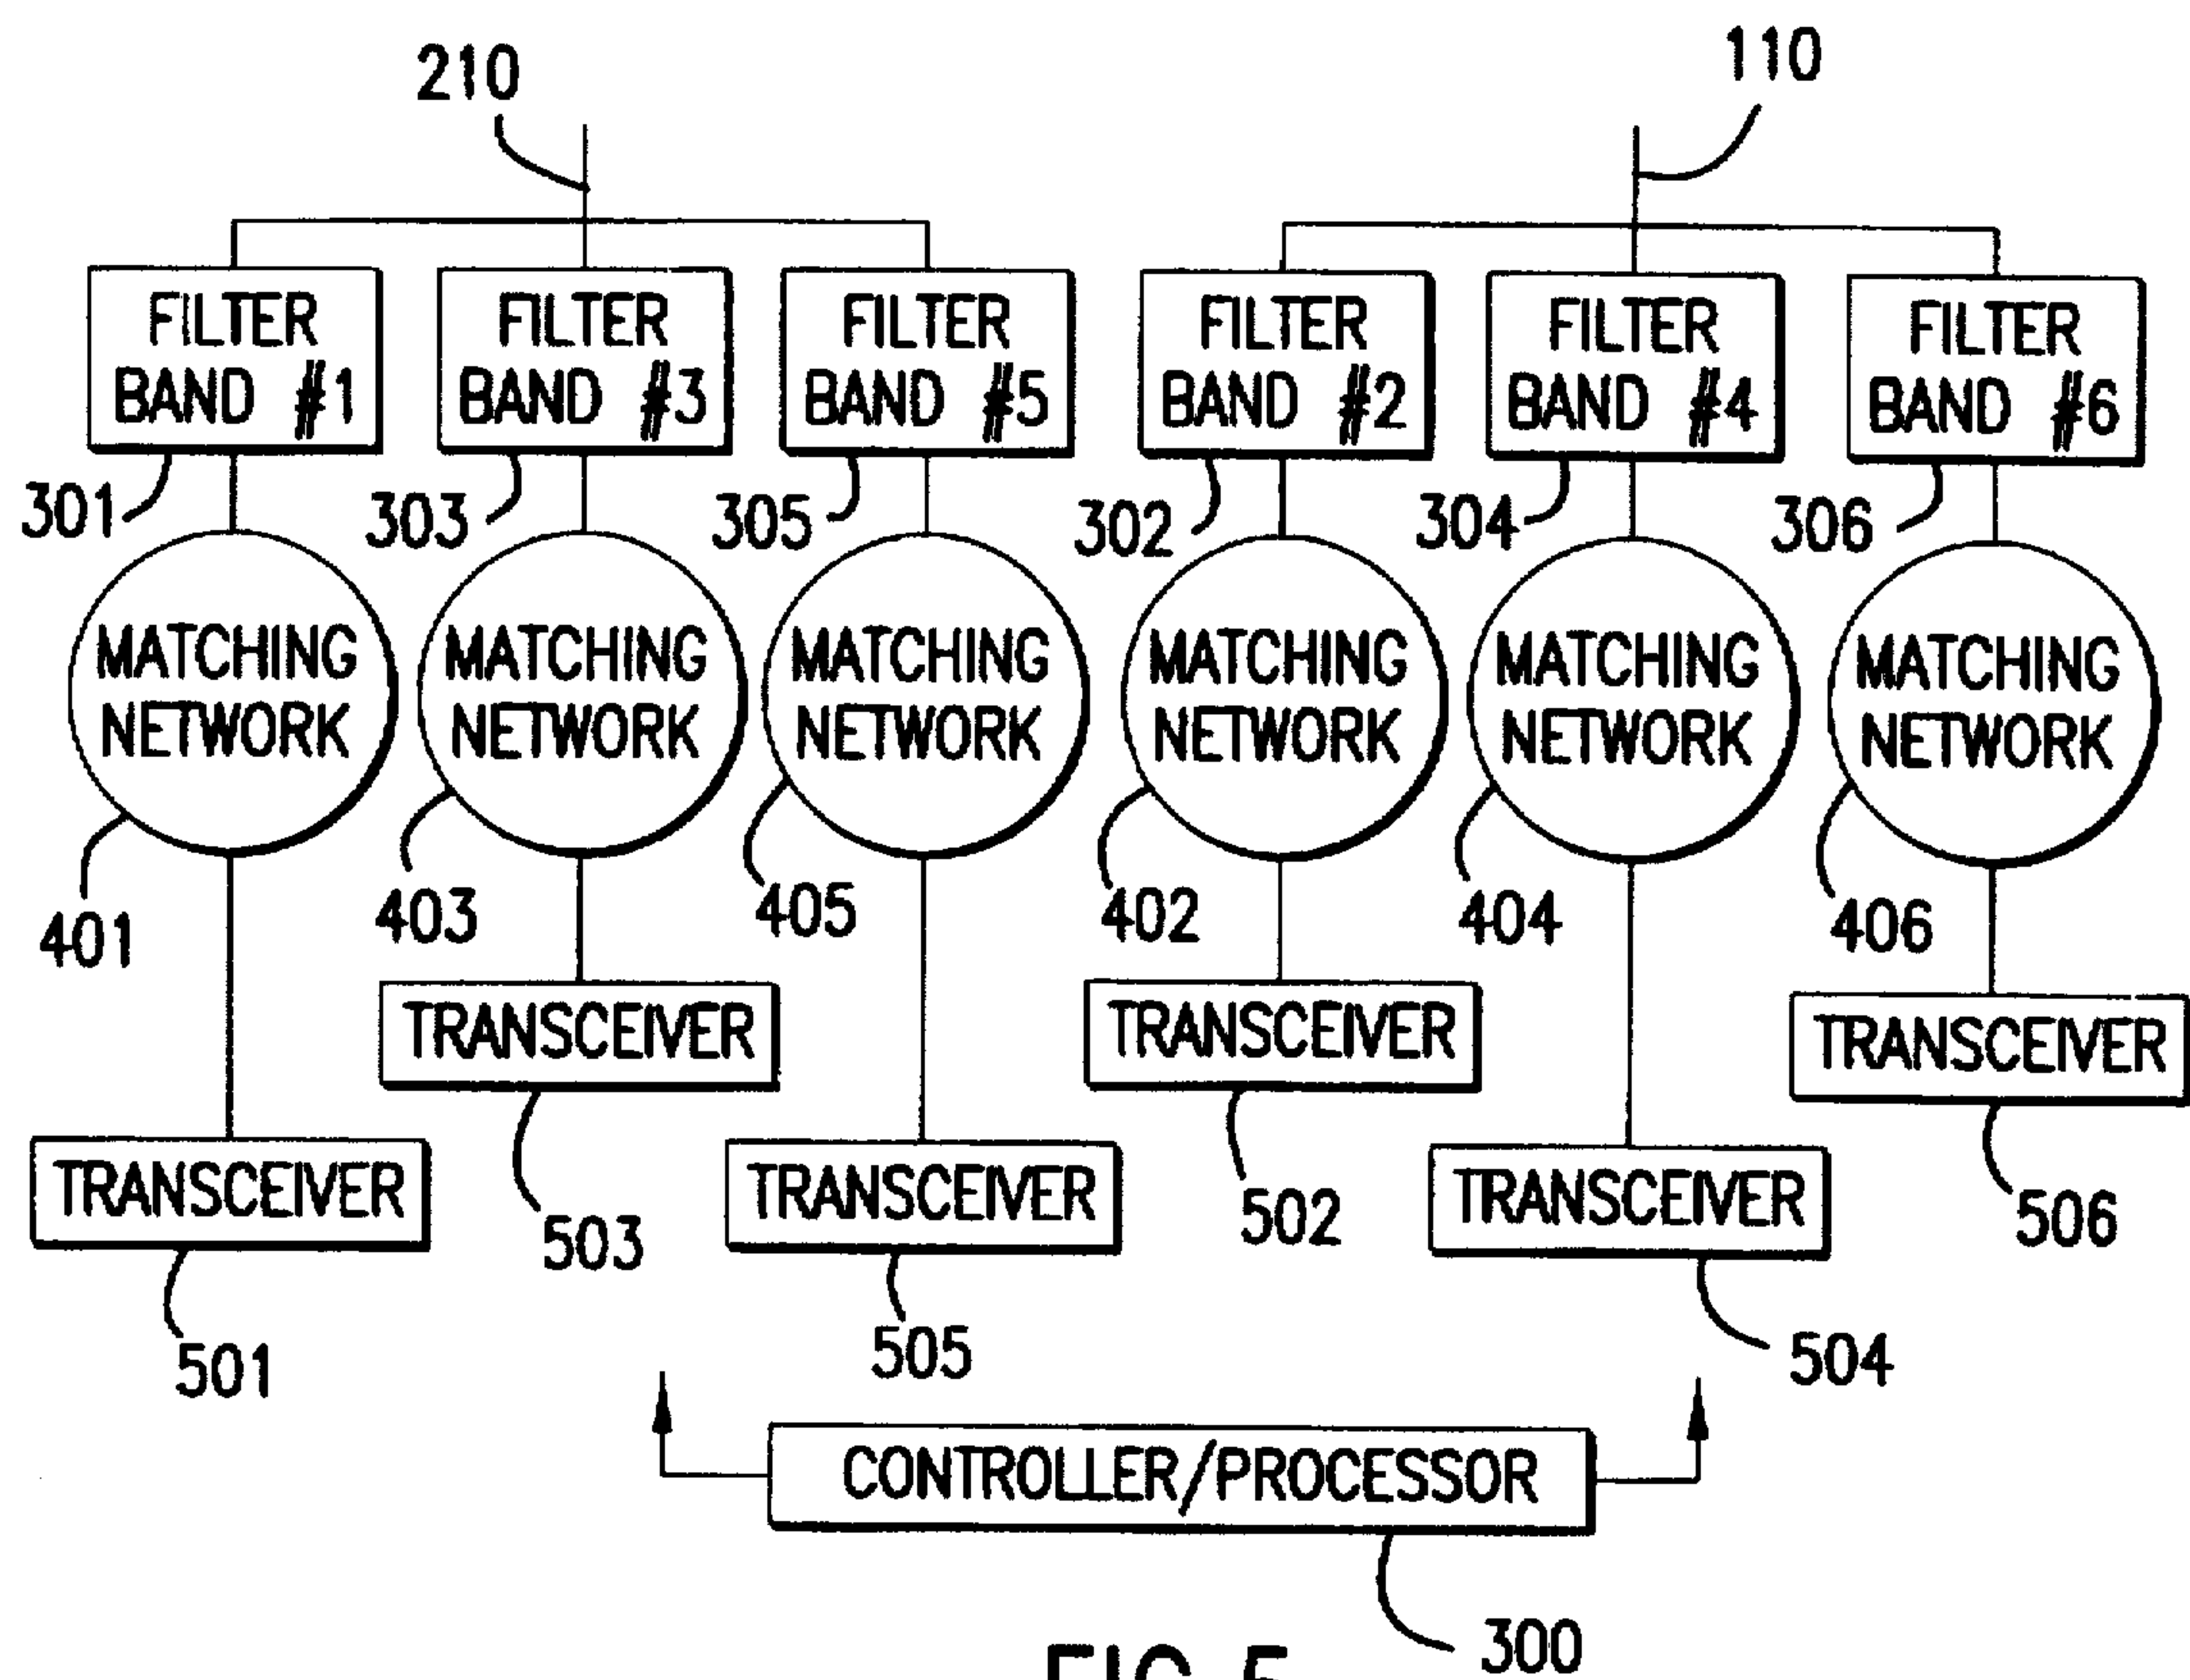 210
110
FILTER
BAND #1
FILTER
BAND #3
FILTER
BAND #5
FILTER
BAND #2
FILTER
BAND #4
FILTER
BAND #6
301
303
305
302
304
306
MATCHING
NETWORK
MATCHING
NETWORK
MATCHING
NETWORK
MATCHING
NETWORK
MATCHING
NETWORK
MATCHING
NETWORK
401
403
405
402
404
406
TRANSCEIVER
TRANSCEIVER
TRANSCEIVER
503
502
506
TRANSCEIVER
TRANSCEIVER
TRANSCEIVER
501
505
504
CONTROLLER/PROCESSOR
300
FIG. 5